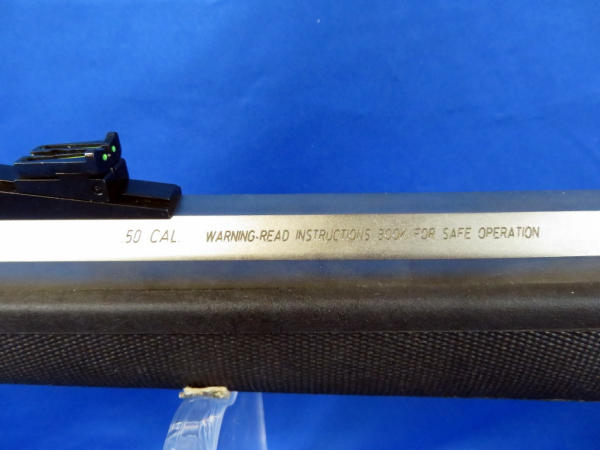 .50 CAL. WARNING-READ INSTRUCTIONS BOOK FOR SAFE OPERATION